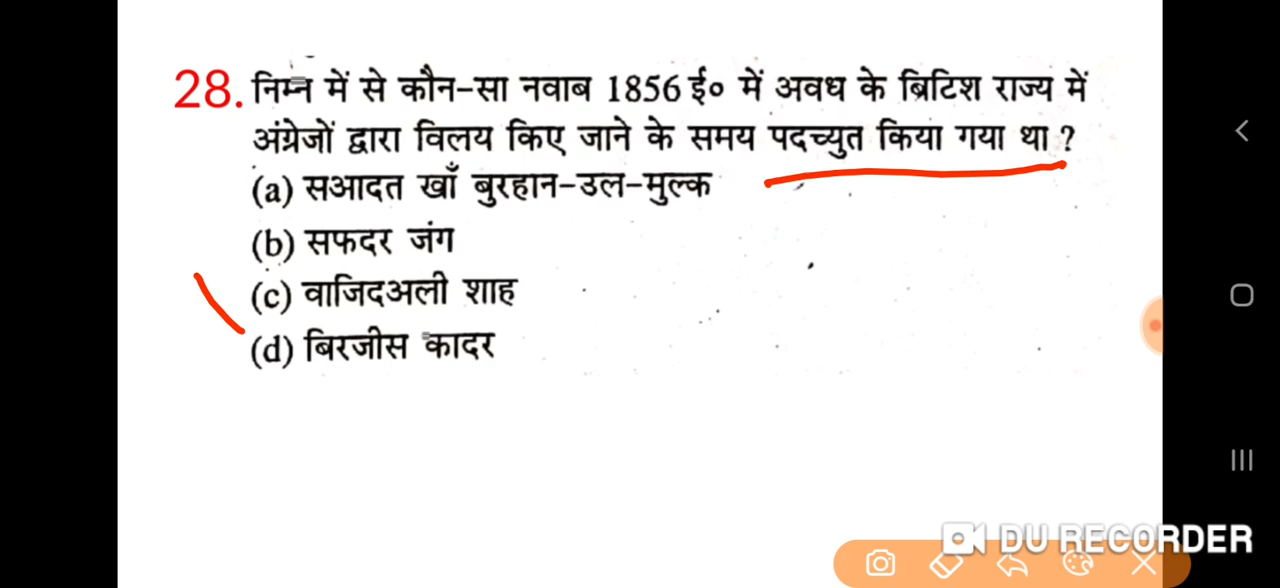 28. निम्न में से कौन-सा नवाब 1856 ई० में अवध के ब्रिटिश राज्य में
अंग्रेजों द्वारा विलय किए जाने के समय पदच्युत किया गया था ?
(a) सआदत खाँ बुरहान-उल-मुल्क
(b) सफदर जंग
(c) वाजिदअली शाह
(d) बिरजीस कादर
DU RECORDER